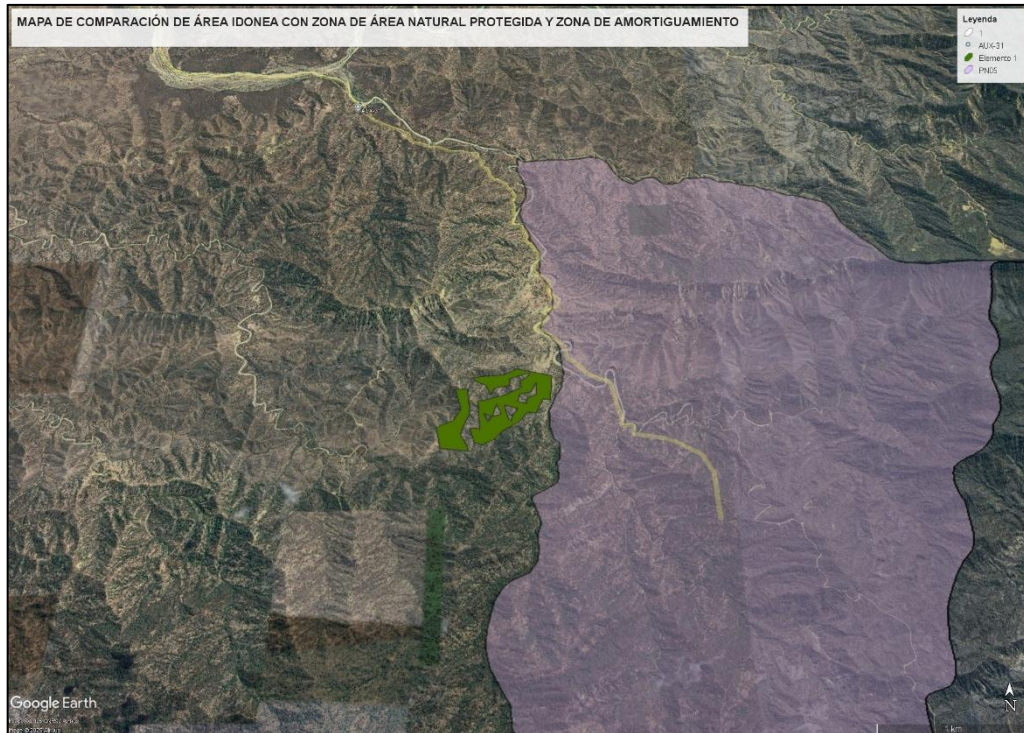 MAPA DE COMPARACIÓN DE ÁREA IDONEA CON ZONA DE ÁREA NATURAL PROTEGIDA Y ZONA DE AMORTIGUAMIENTO
Leyenda
1
AUX-31
Elemento 1
PN05
Google Earth
N
1 km